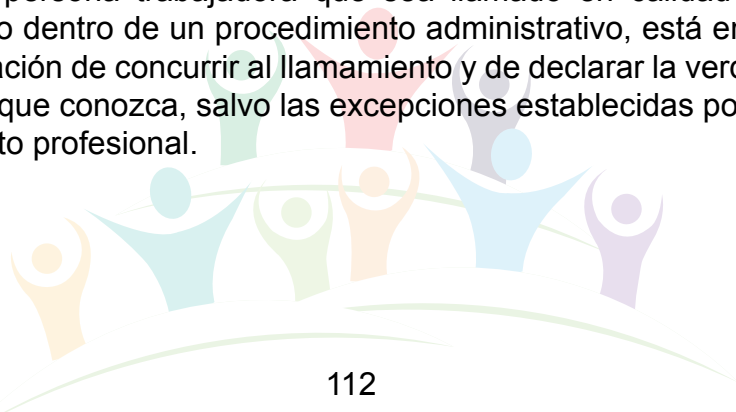 persona trabajadora que sea llamado en calidad
o dentro de un procedimiento administrativo, está en
ación de concurrir al llamamiento y de declarar la verd
que conozca, salvo las excepciones establecidas po
to profesional.
112